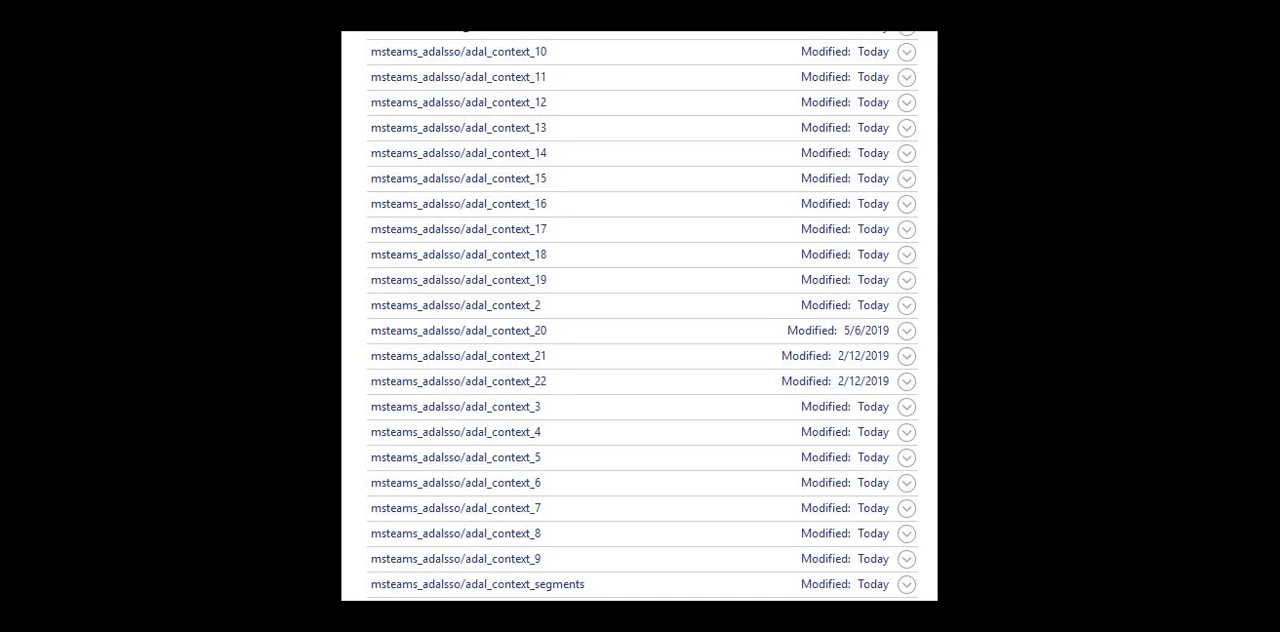 msteams_adalsso/adal_context_10 Modified: Today
msteams_adalsso/adal_context_11 Modified: Today
msteams_adalsso/adal_context_12 Modified: Today
msteams_adalsso/adal_context_13 Modified: Today
msteams_adalsso/adal_context_14 Modified: Today
msteams_adalsso/adal_context_15 Modified: Today
msteams_adalsso/adal_context_16 Modified: Today
msteams_adalsso/adal_context_17 Modified: Today
msteams_adalsso/adal_context_18 Modified: Today
msteams_adalsso/adal_context_19 Modified: Today
msteams_adalsso/adal_context_2 Modified: Today
msteams_adalsso/adal_context_20 Modified: 5/6/2019
msteams_adalsso/adal_context_21 Modified: 2/12/2019
msteams_adalsso/adal_context_22 Modified: 2/12/2019
msteams_adalsso/adal_context_3 Modified: Today
msteams_adalsso/adal_context_4 Modified: Today
msteams_adalsso/adal_context_5 Modified: Today
msteams_adalsso/adal_context_6 Modified: Today
msteams_adalsso/adal_context_7 Modified: Today
msteams_adalsso/adal_context_8 Modified: Today
msteams_adalsso/adal_context_9 Modified: Today
msteams_adalsso/adal_context_segments Modified: Today